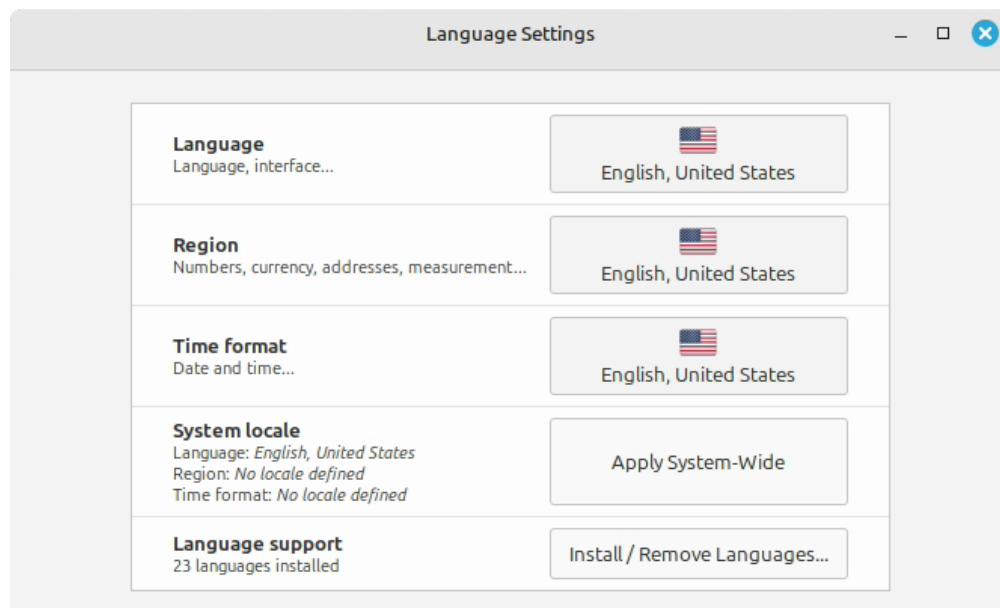 Language Settings
Language
Language, interface...
English, United States
Region
Numbers, currency, addresses, measurement...
English, United States
Time format
Date and time...
English, United States
System locale
Language: English, United States
Region: No locale defined
Time format: No locale defined
Apply System-Wide
Language support
23 languages installed
Install / Remove Languages...